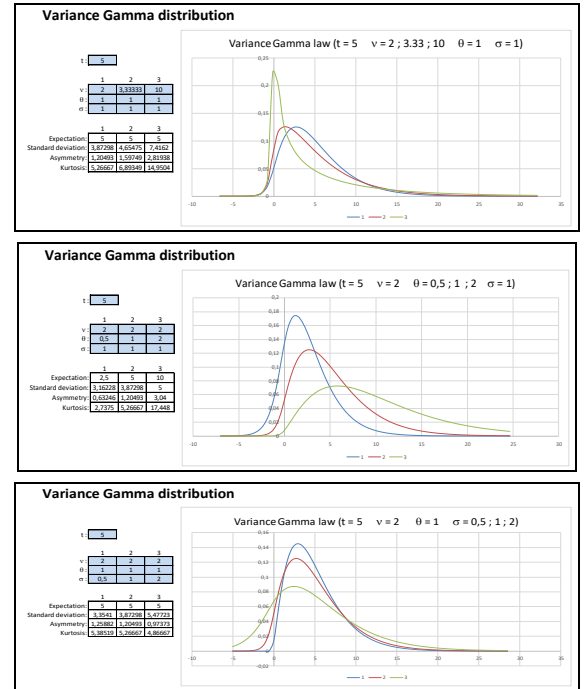 Variance Gamma distribution
Variance Gamma law (t = 5 ν = 2 ; 3.33 ; 10 θ = 1 σ = 1)
t : 5
1 2 3
ν : 2 3,33333 10
θ : 1 1 1
σ : 1 1 1
1 2 3
Expectation: 5 5 5
Standard deviation: 3,87298 4,65475 7,4162
Asymmetry: 1,20493 1,59749 2,81938
Kurtosis: 5,26667 6,89349 14,9504
0,25
0,2
0,15
0,1
0,05
0
-10 -5 0 5 10 15 20 25 30 35
1 2 3
Variance Gamma distribution
Variance Gamma law (t = 5 ν = 2 θ = 0,5 ; 1 ; 2 σ = 1)
t : 5
1 2 3
ν : 2 2 2
θ : 0,5 1 2
σ : 1 1 1
1 2 3
Expectation: 2,5 5 10
Standard deviation: 3,16228 3,87298 5
Asymmetry: 0,63246 1,20493 3,04
Kurtosis: 2,7375 5,26667 17,448
0,2
0,18
0,16
0,14
0,12
0,1
0,08
0,06
0,04
0,02
0
-10 -5 0 5 10 15 20 25 30
1 2 3
Variance Gamma distribution
Variance Gamma law (t = 5 ν = 2 θ = 1 σ = 0,5 ; 1 ; 2)
t : 5
1 2 3
ν : 2 2 2
θ : 1 1 1
σ : 0,5 1 2
1 2 3
Expectation: 5 5 5
Standard deviation: 3,3541 3,87298 5,47723
Asymmetry: 1,25882 1,20493 0,97373
Kurtosis: 5,38519 5,26667 4,86667
0,16
0,14
0,12
0,1
0,08
0,06
0,04
0,02
0
-0,02
-10 -5 0 5 10 15 20 25 30 35
1 2 3